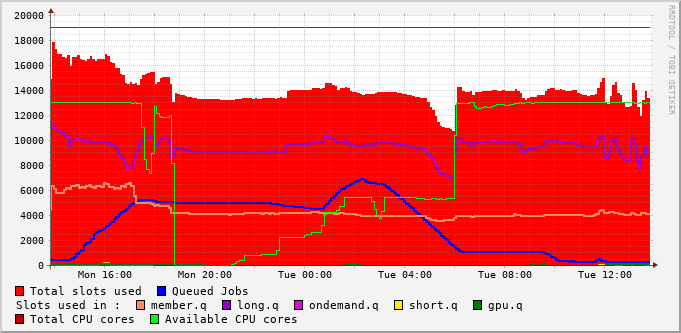 20000
18000
16000
14000
12000
10000
8000
6000
4000
2000
0
Mon 16:00 Mon 20:00 Tue 00:00 Tue 04:00 Tue 08:00 Tue 12:00
Total slots used Queued Jobs
Slots used in : member.q long.q ondemand.q short.q gpu.q
Total CPU cores Available CPU cores
RRDTOOL / TOBI OETIKER